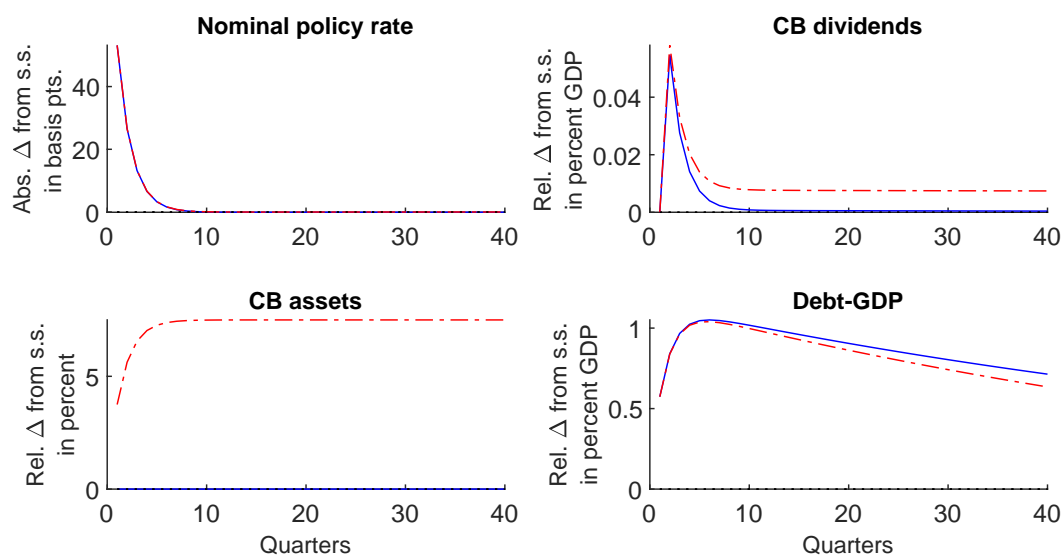 Nominal policy rate
Abs. Δ from s.s.
in basis pts.
40
20
0
0
10
20
30
40
CB dividends
Rel. Δ from s.s.
in percent GDP
0.04
0.02
0
0
10
20
30
40
CB assets
Rel. Δ from s.s.
in percent
5
0
0
10
20
30
40
Quarters
Debt-GDP
Rel. Δ from s.s.
in percent GDP
1
0.5
0
0
10
20
30
40
Quarters